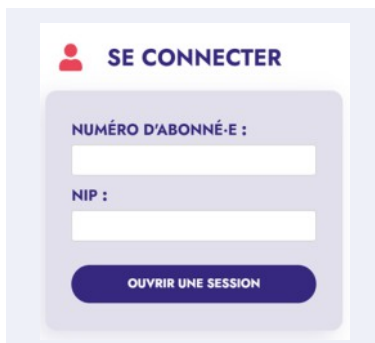 SE CONNECTER
NUMÉRO D'ABONNÉ·E :
NIP :
OUVRIR UNE SESSION